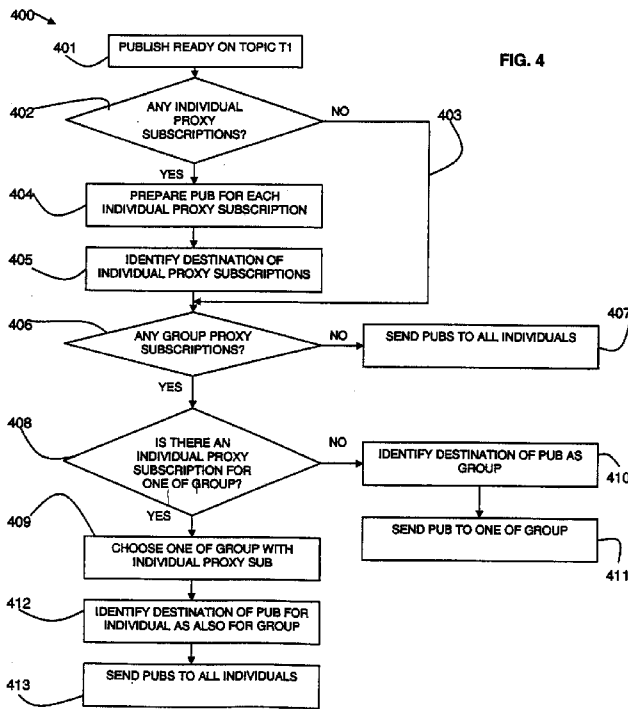 400
401
PUBLISH READY ON TOPIC T1
FIG. 4
402
ANY INDIVIDUAL
PROXY
SUBSCRIPTIONS?
NO
403
YES
404
PREPARE PUB FOR EACH
INDIVIDUAL PROXY SUBSCRIPTION
405
IDENTIFY DESTINATION OF
INDIVIDUAL PROXY SUBSCRIPTIONS
406
ANY GROUP PROXY
SUBSCRIPTIONS?
NO
SEND PUBS TO ALL INDIVIDUALS
407
YES
408
IS THERE AN
INDIVIDUAL PROXY
SUBSCRIPTION FOR
ONE OF GROUP?
NO
IDENTIFY DESTINATION OF PUB AS
GROUP
410
YES
409
CHOOSE ONE OF GROUP WITH
INDIVIDUAL PROXY SUB
SEND PUB TO ONE OF GROUP
411
412
IDENTIFY DESTINATION OF PUB FOR
INDIVIDUAL AS ALSO FOR GROUP
SEND PUBS TO ALL INDIVIDUALS
413